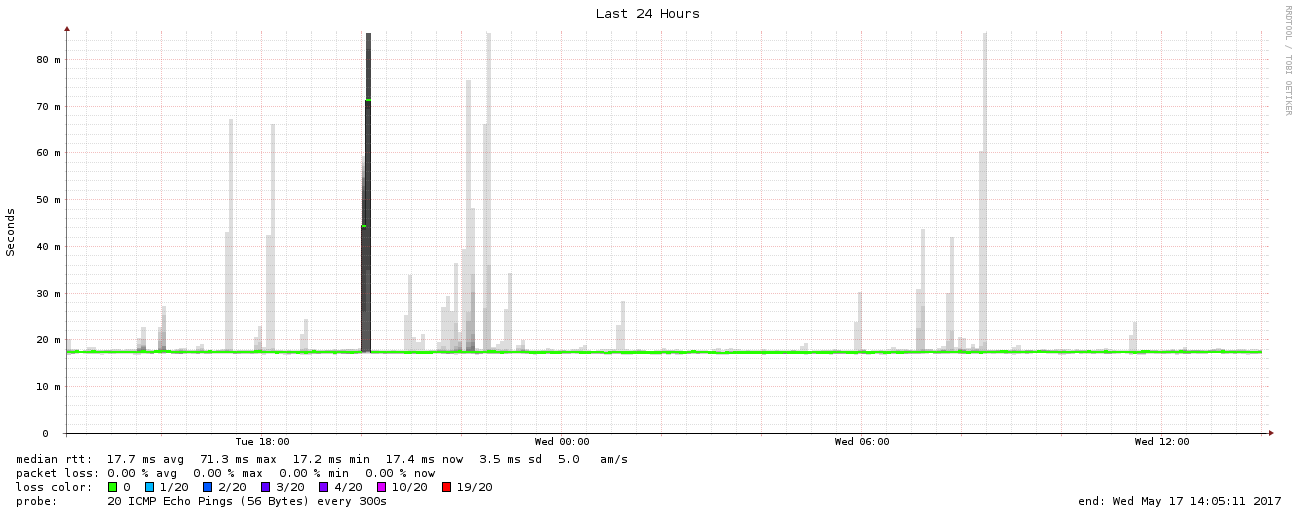 Last 24 Hours
RRDTOOL / TOBI OETIKER
Seconds
80 m
70 m
60 m
50 m
40 m
30 m
20 m
10 m
0
Tue 18:00 Wed 00:00 Wed 06:00 Wed 12:00
median rtt: 17.7 ms avg 71.3 ms max 17.2 ms min 17.4 ms now 3.5 ms sd 5.0 am/s
packet loss: 0.00 % avg 0.00 % max 0.00 % min 0.00 % now
loss color: 0 1/20 2/20 3/20 4/20 10/20 19/20
probe: 20 ICMP Echo Pings (56 Bytes) every 300s end: Wed May 17 14:05:11 2017